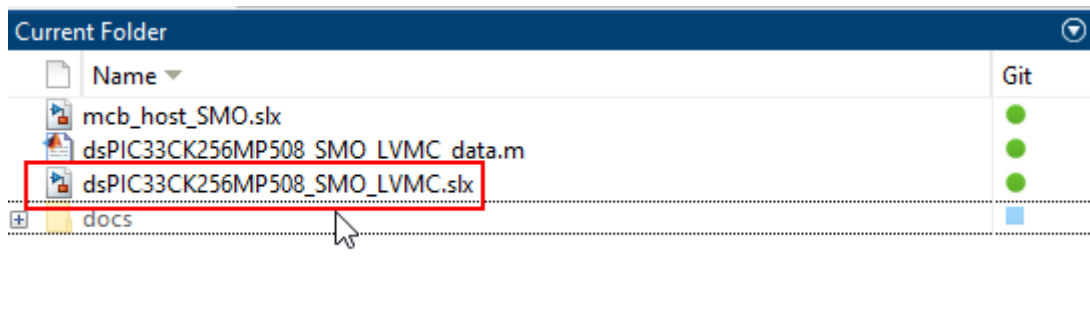 Current Folder
Name Git
mcb_host_SMO.slx
dsPIC33CK256MP508_SMO_LVMC_data.m
dsPIC33CK256MP508_SMO_LVMC.slx
docs